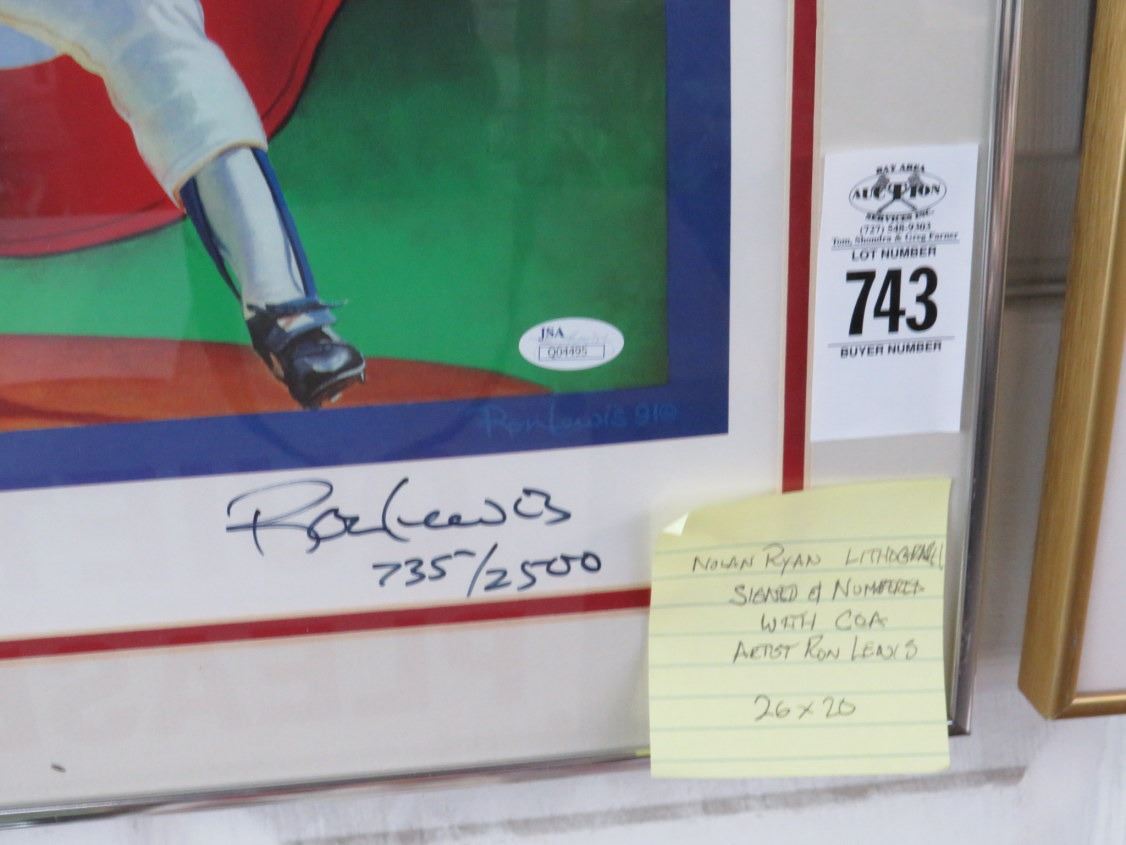 BAY AREA
AUCTION
SERVICES INC.
(727) 548-9303
Tom, Shondra & Greg Farner
LOT NUMBER
743
BUYER NUMBER
JSA
Q04495
Ron Lewis 91©
Ron Lewis
735/2500
NOLAN RYAN LITHOGRAPH
SIGNED & NUMBERED
WITH COA
ARTIST RON LEWIS
26 x 20